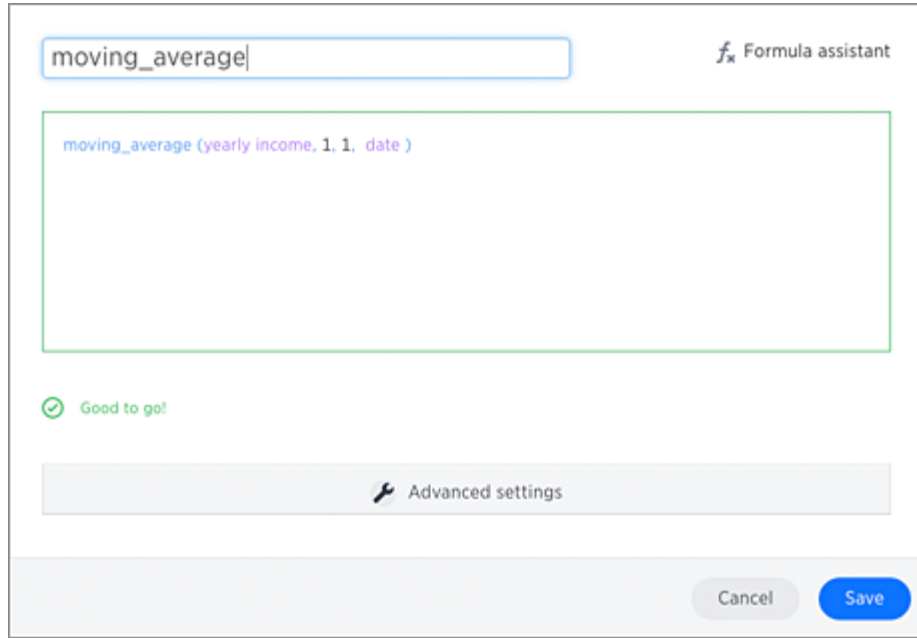 moving_average
Formula assistant
moving_average (yearly income, 1, 1, date )
Good to go!
Advanced settings
Cancel
Save